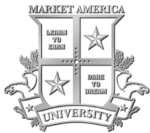 MARKET AMERICA
LEARN
TO
EARN
DARE
TO
DREAM
UNIVERSITY